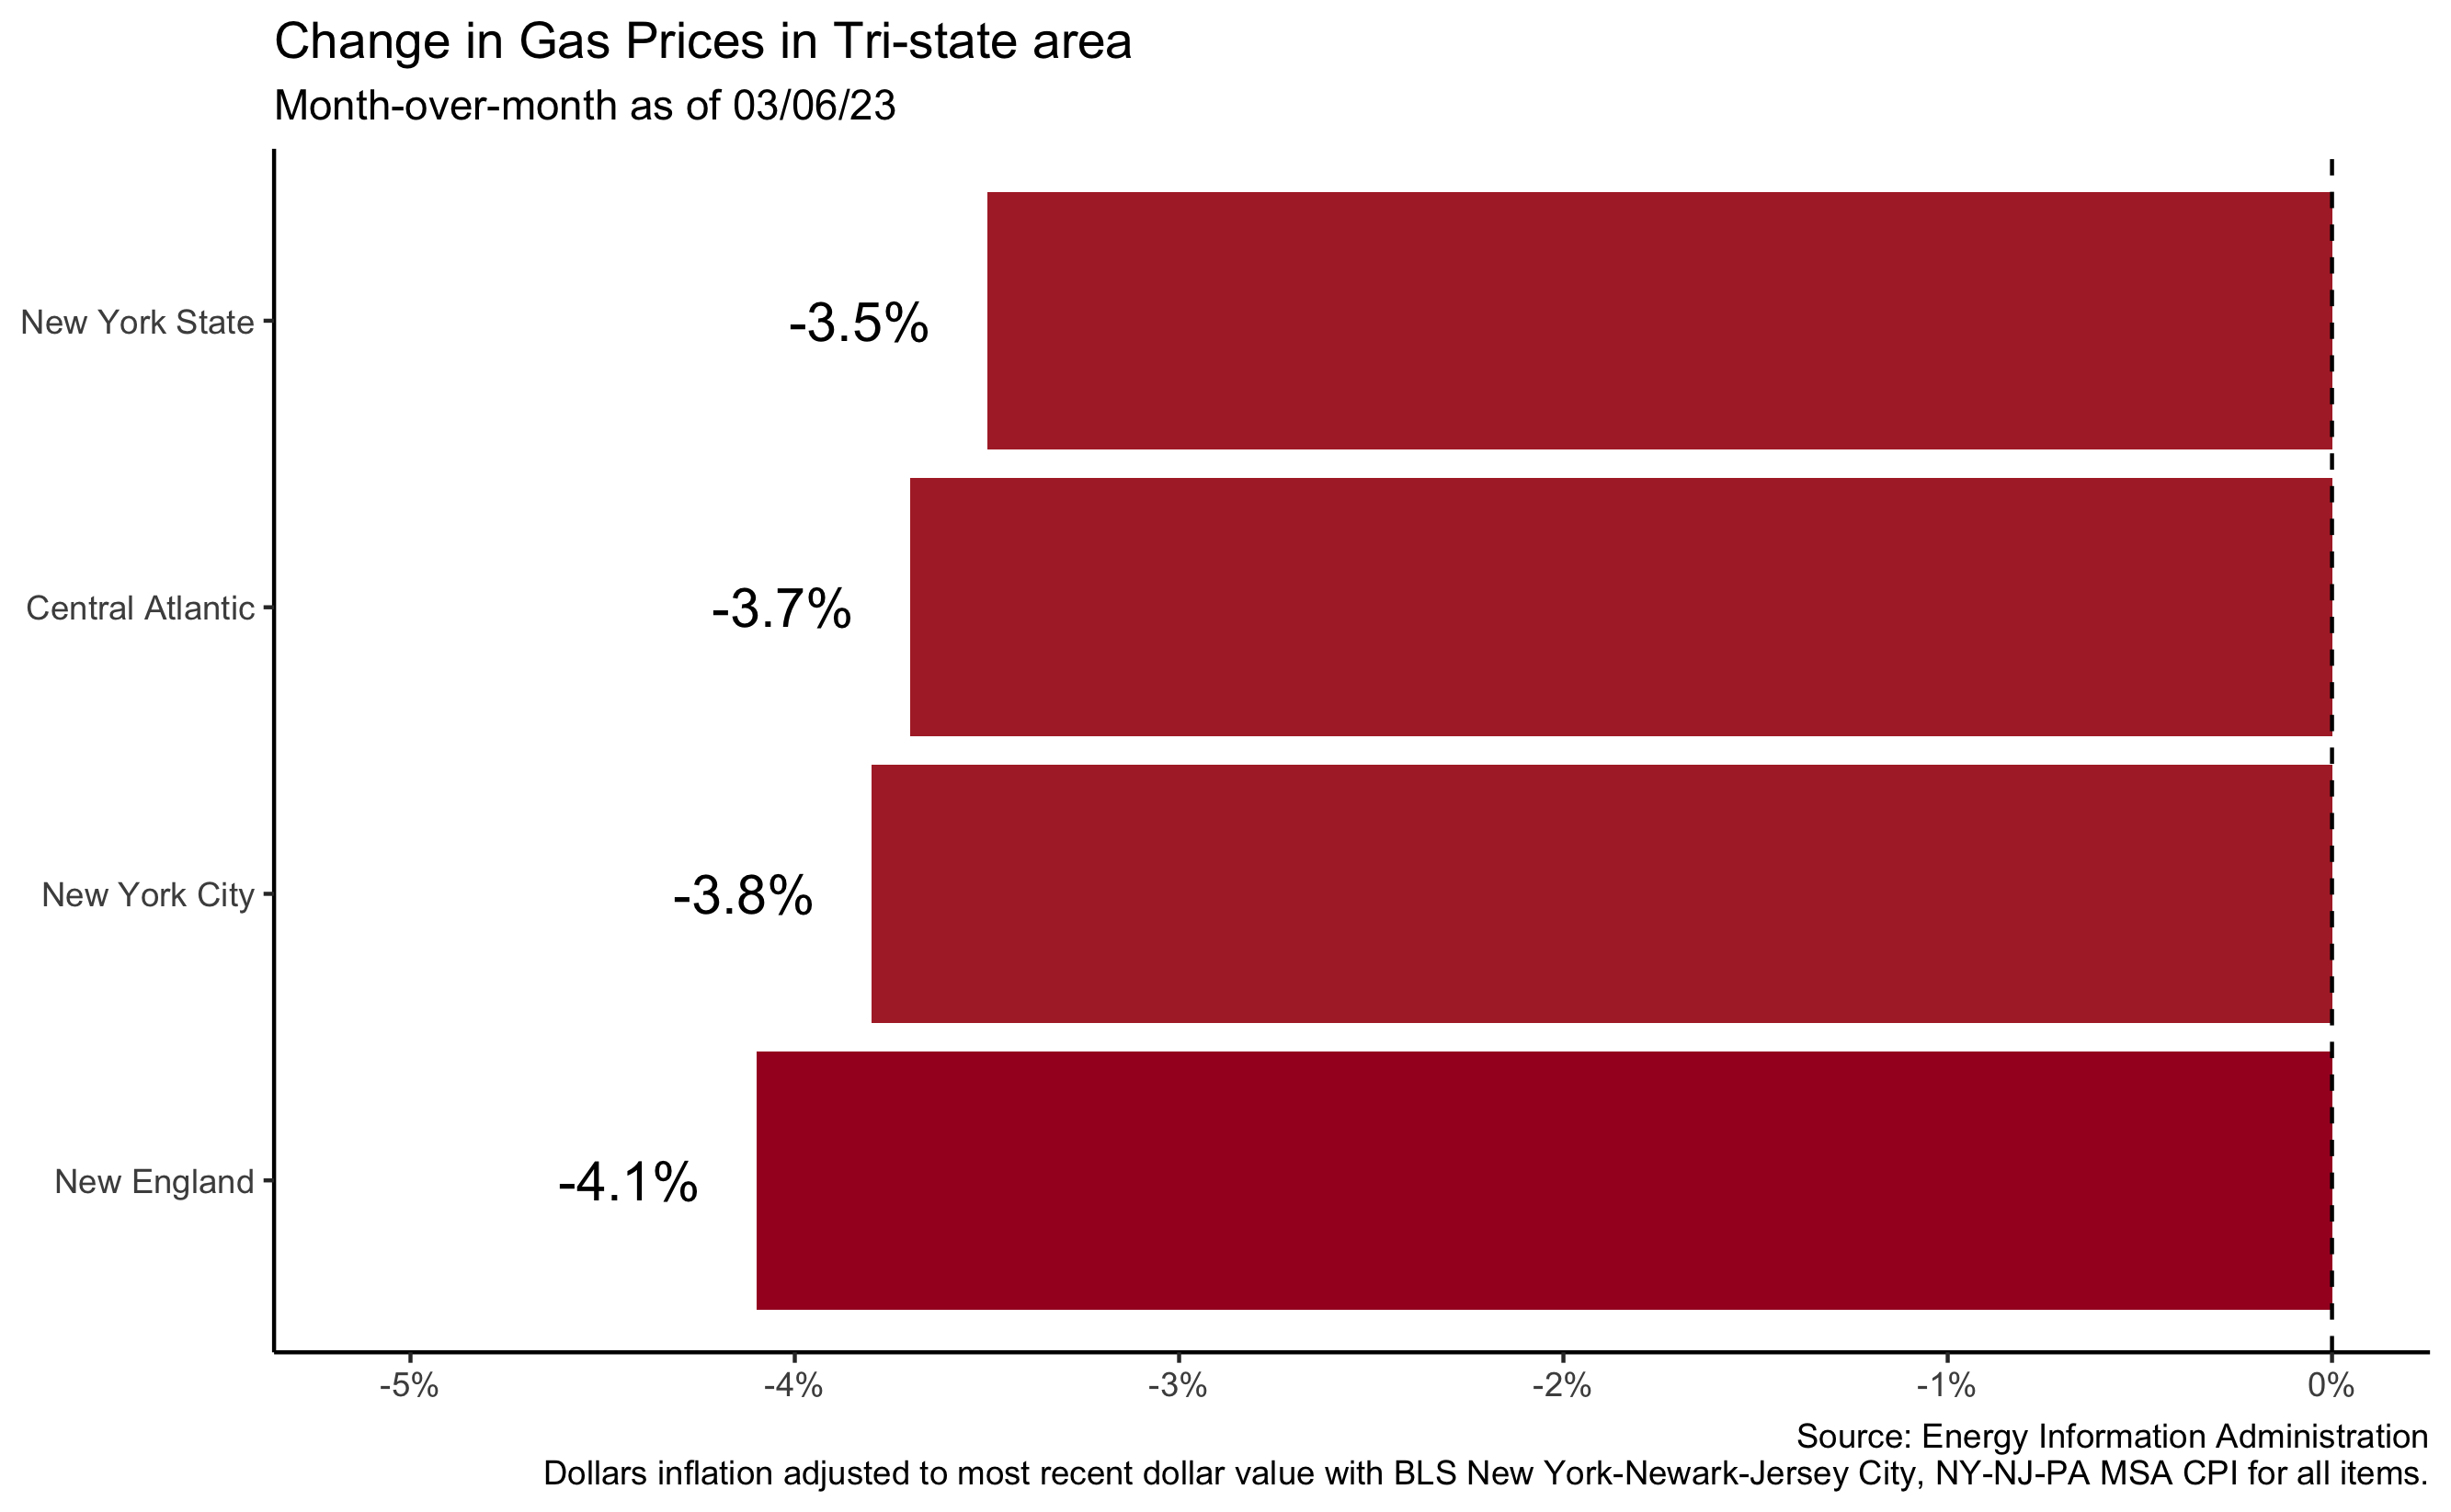 Change in Gas Prices in Tri-state area
Month-over-month as of 03/06/23
New York State
-3.5%
Central Atlantic
-3.7%
New York City
-3.8%
New England
-4.1%
-5%
-4%
-3%
-2%
-1%
0%
Source: Energy Information Administration
Dollars inflation adjusted to most recent dollar value with BLS New York-Newark-Jersey City, NY-NJ-PA MSA CPI for all items.